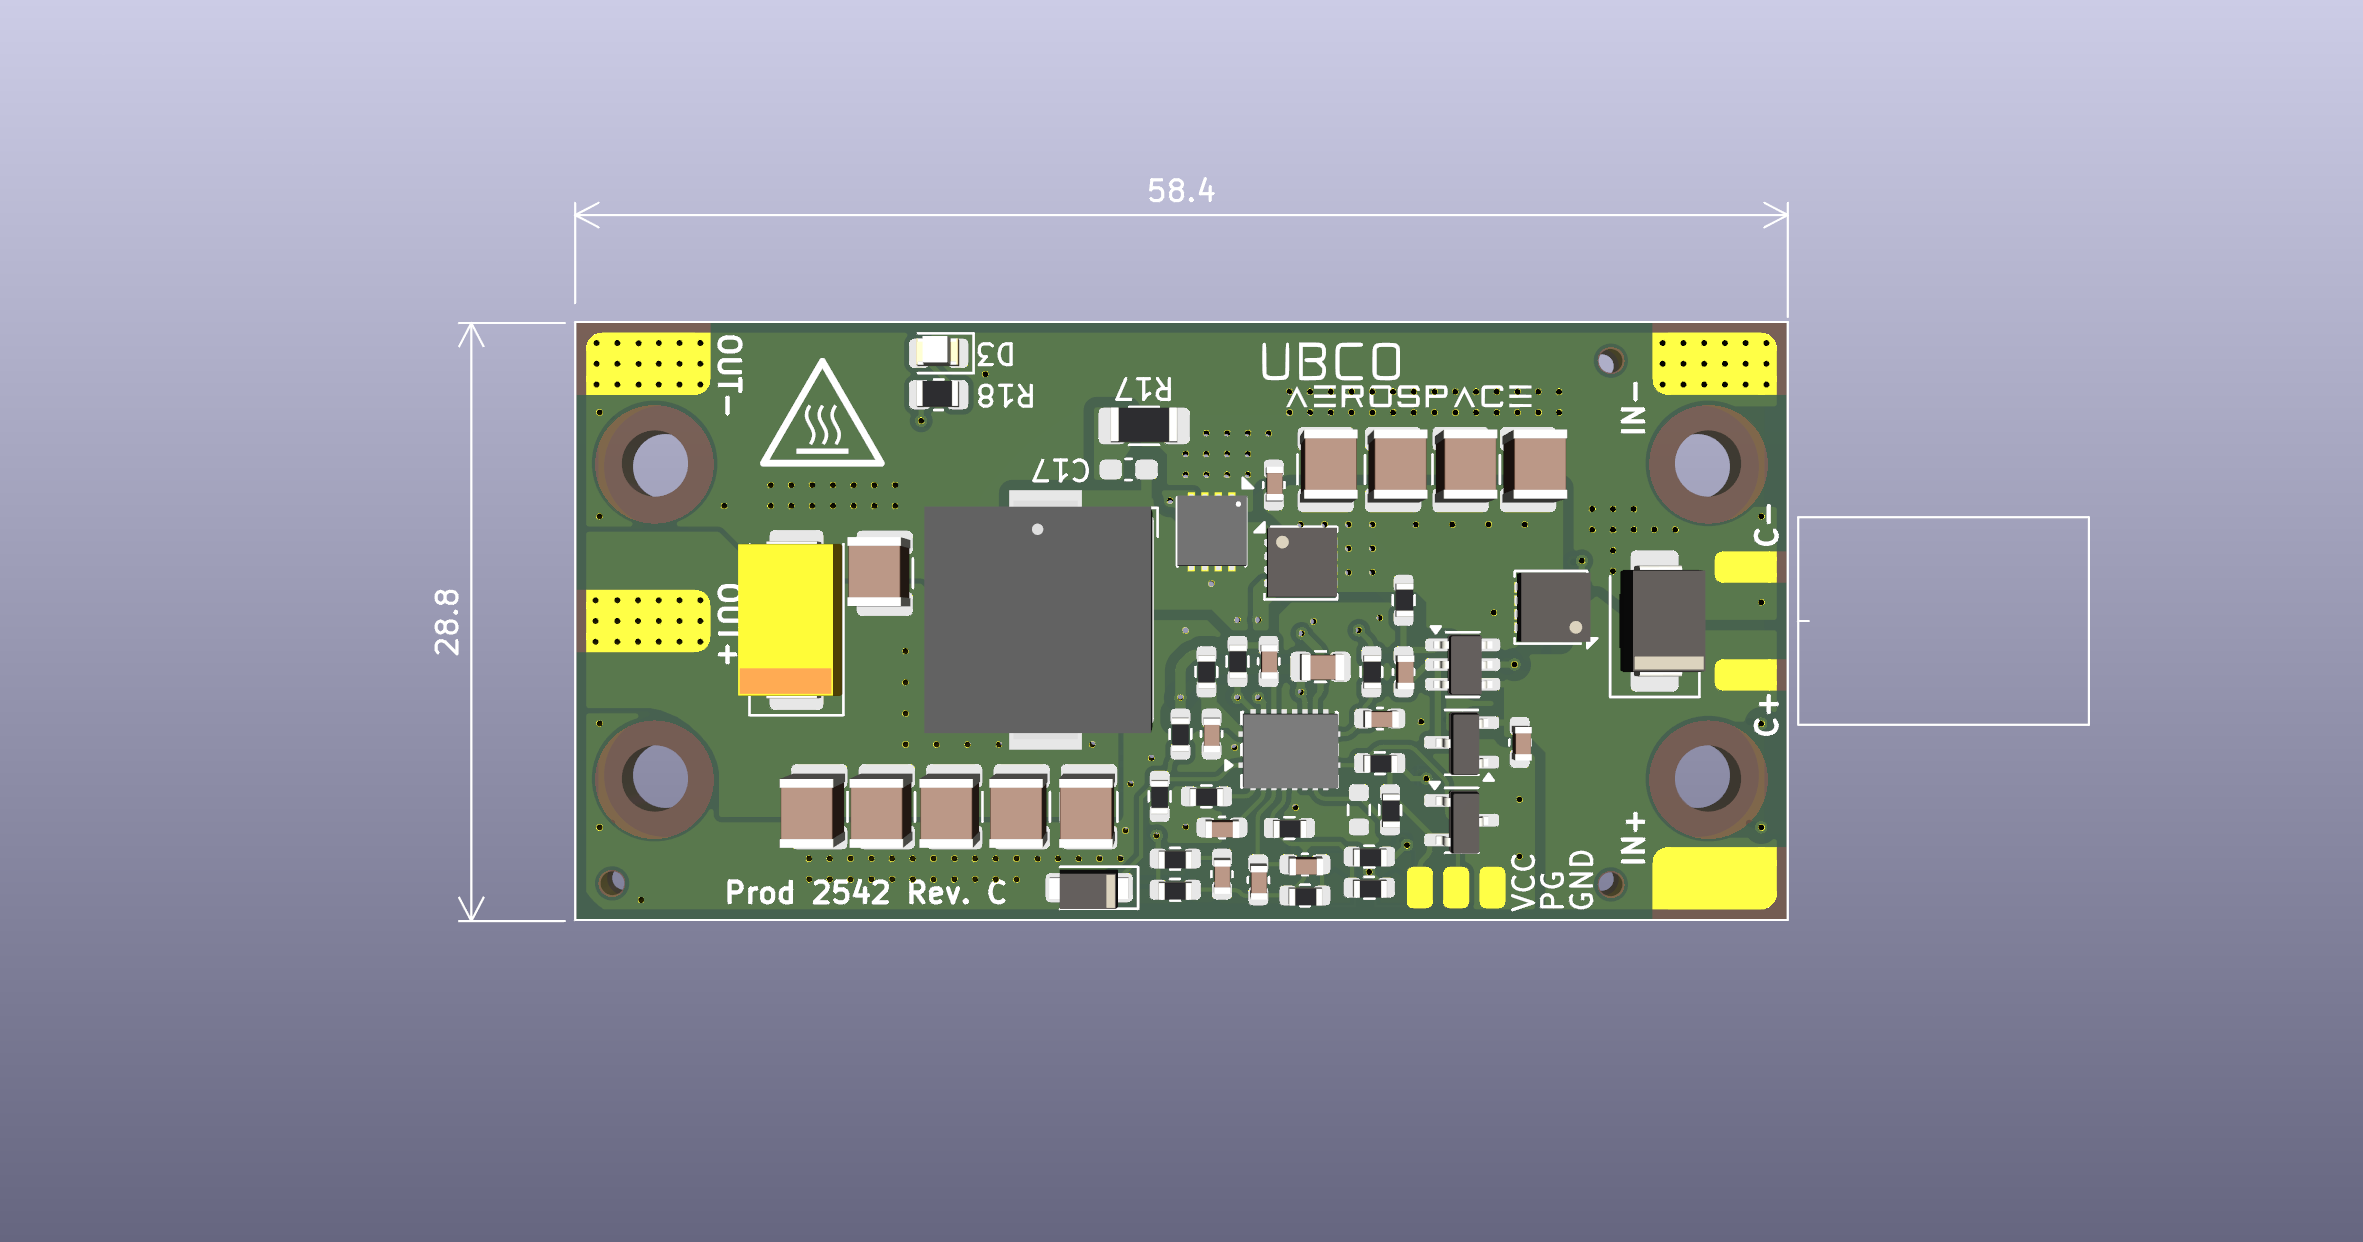 58.4
28.8
OUT-
D3
R18
R17
C17
UBCO
AEROSPACE
IN-
C-
OUT+
C+
IN+
VCC
PG
GND
Prod 2542 Rev. C